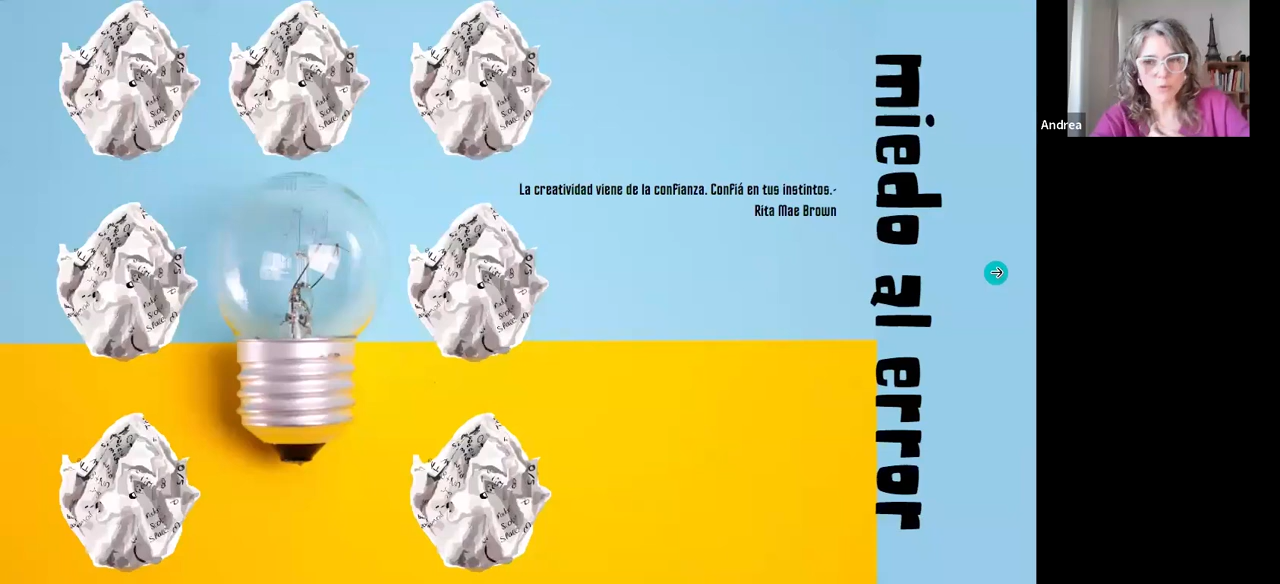 La creatividad viene de la confianza. Confiá en tus instintos.-
Rita Mae Brown
miedo al error
Andrea